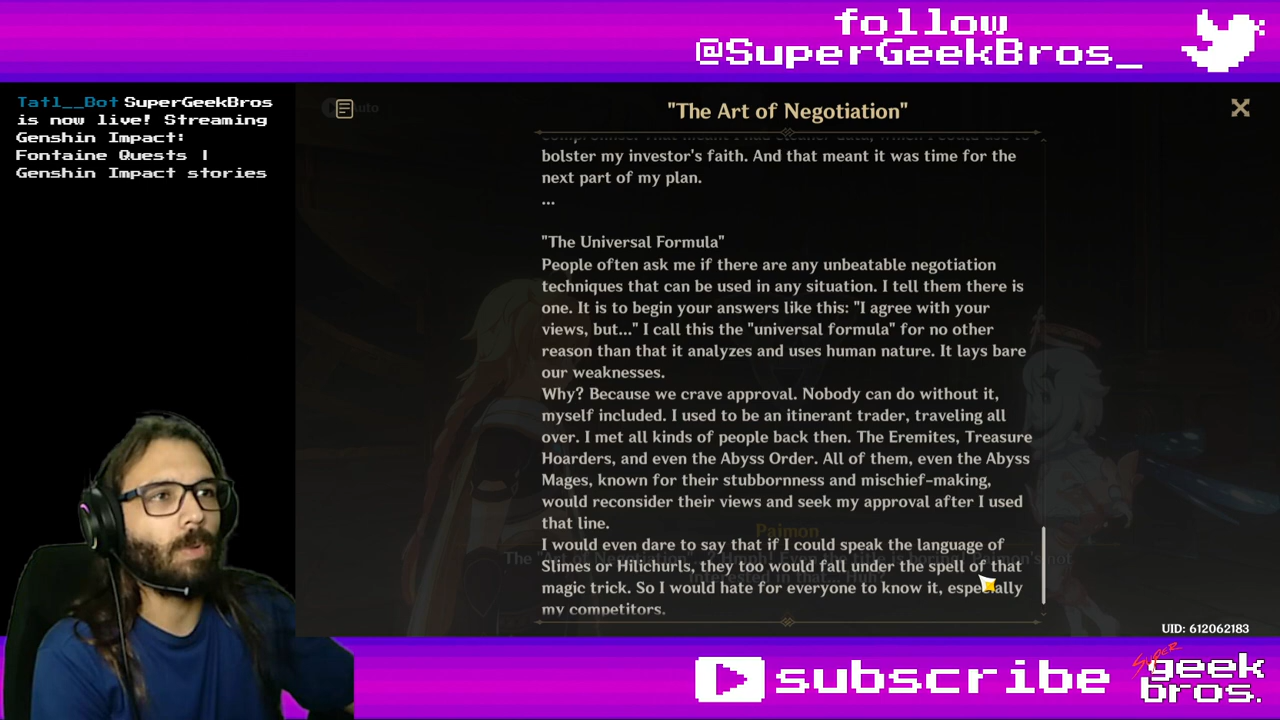 follow
@SuperGeekBros_
Tatl__Bot SuperGeekBros
is now live! Streaming
Genshin Impact:
Fontaine Quests |
Genshin Impact stories
Auto
"The Art of Negotiation"
bolster my investor's faith. And that meant it was time for the
next part of my plan.
...
"The Universal Formula"
People often ask me if there are any unbeatable negotiation
techniques that can be used in any situation. I tell them there is
one. It is to begin your answers like this: "I agree with your
views, but..." I call this the "universal formula" for no other
reason than that it analyzes and uses human nature. It lays bare
our weaknesses.
Why? Because we crave approval. Nobody can do without it,
myself included. I used to be an itinerant trader, traveling all
over. I met all kinds of people back then. The Eremites, Treasure
Hoarders, and even the Abyss Order. All of them, even the Abyss
Mages, known for their stubbornness and mischief-making,
would reconsider their views and seek my approval after I used
that line.
Paimon
I would even dare to say that if I could speak the language of
Slimes or Hilichurls, they too would fall under the spell of that
magic trick. So I would hate for everyone to know it, especially
my competitors.
UID: 612062183
subscribe
SUPER
geek
bros.